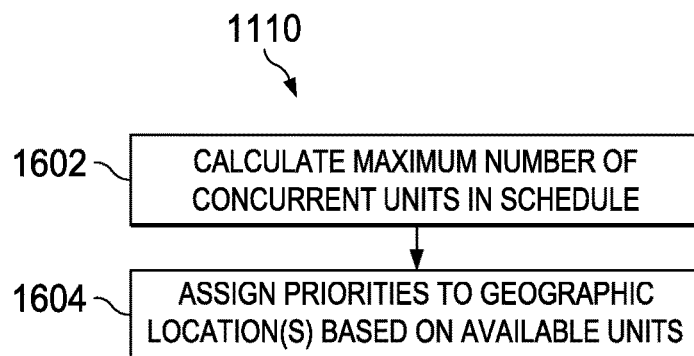 1110
1602
CALCULATE MAXIMUM NUMBER OF
CONCURRENT UNITS IN SCHEDULE
1604
ASSIGN PRIORITIES TO GEOGRAPHIC
LOCATION(S) BASED ON AVAILABLE UNITS